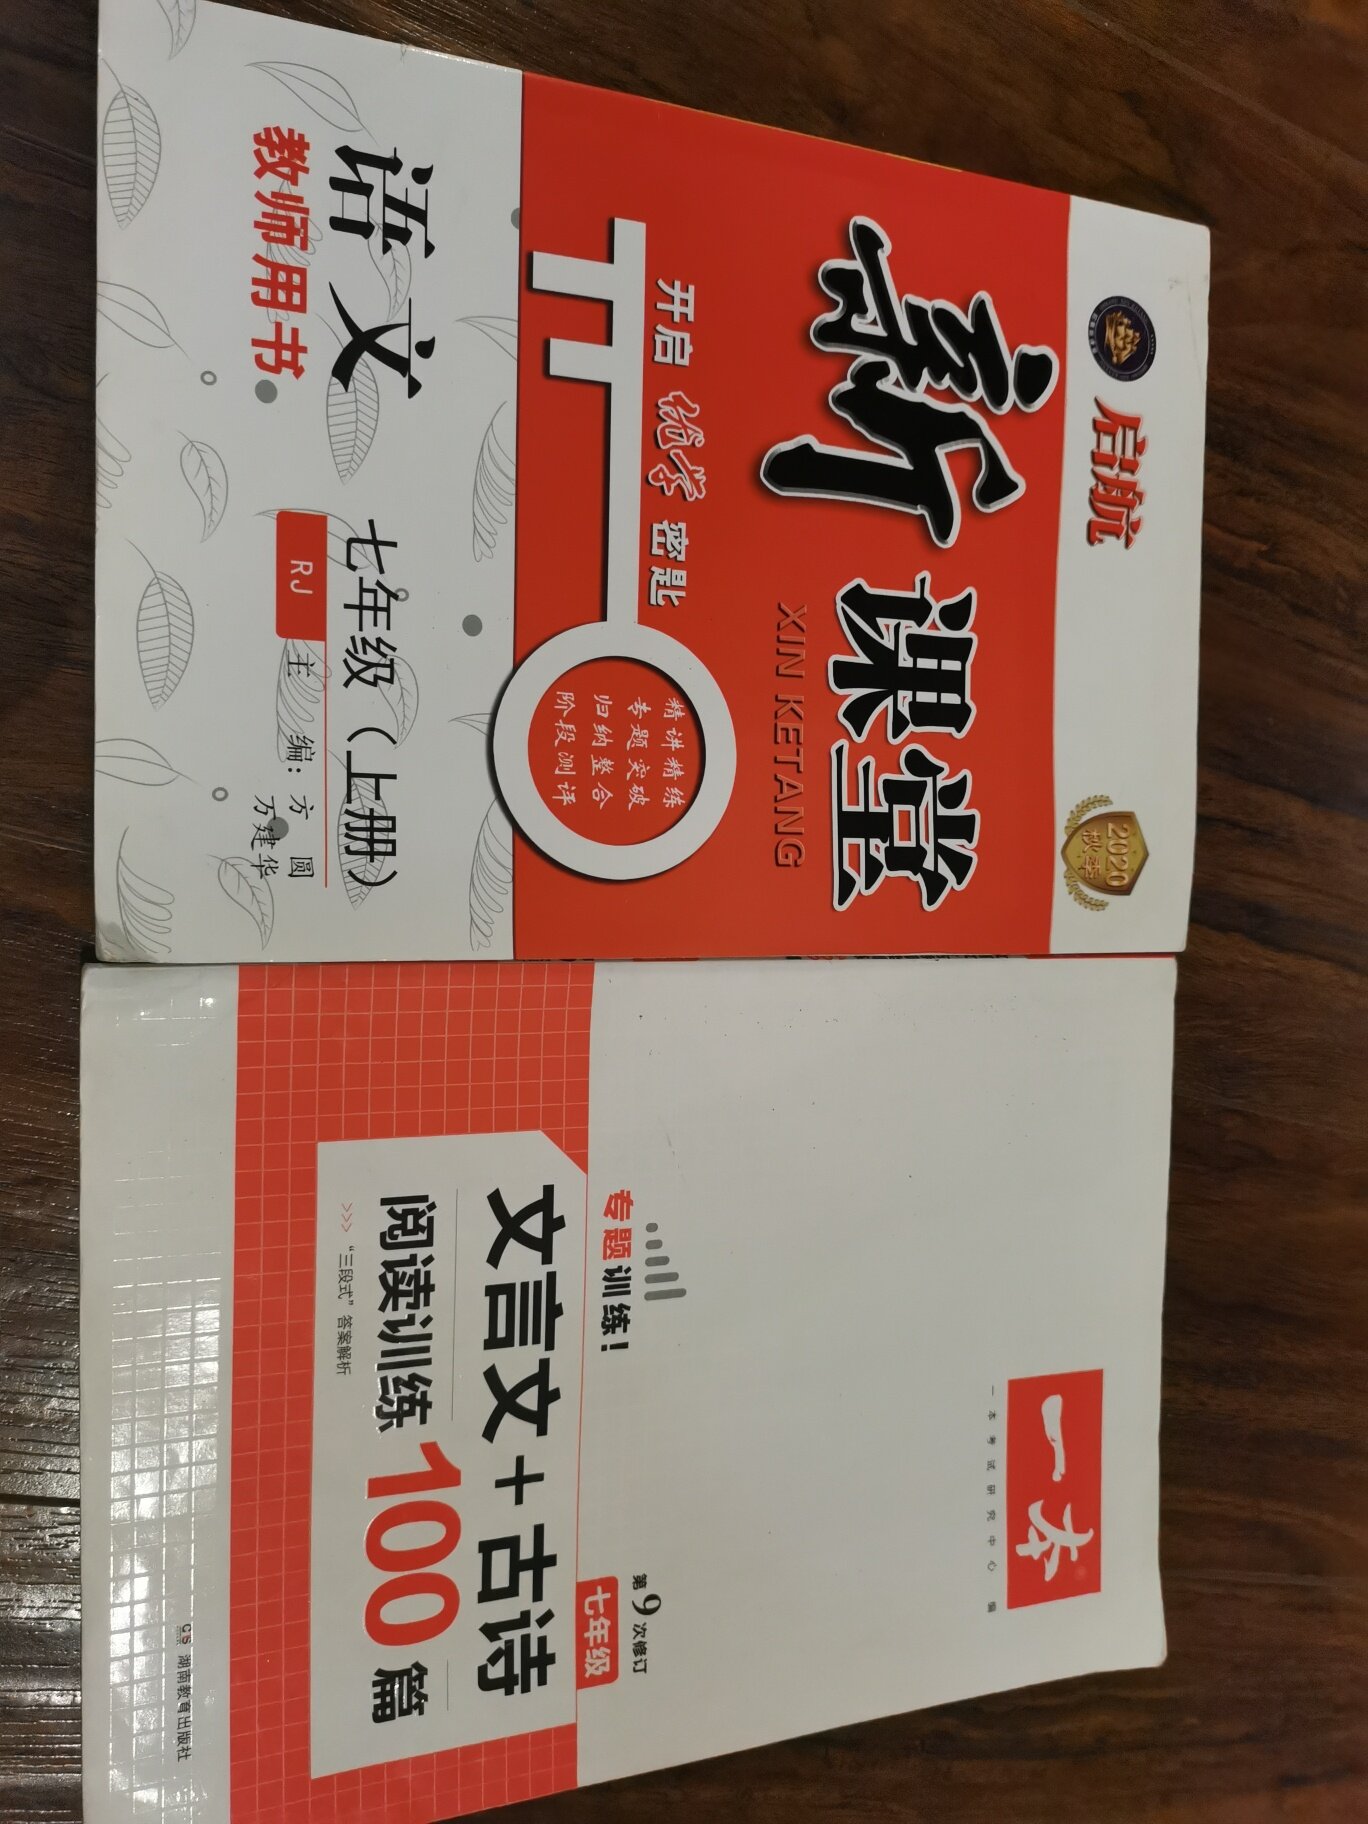 启航
2020
秋季
新课堂
XIN KETANG
开启 优学 密匙
精讲精练
专题突破
归纳整合
阶段测评
语文
七年级（上册）
教师用书
RJ
主 编：方 圆
万建华
一本
一本考试研究中心 编
第9次修订
专题训练！
七年级
文言文+古诗
阅读训练100篇
>>> “三段式”答案解析
湖南教育出版社